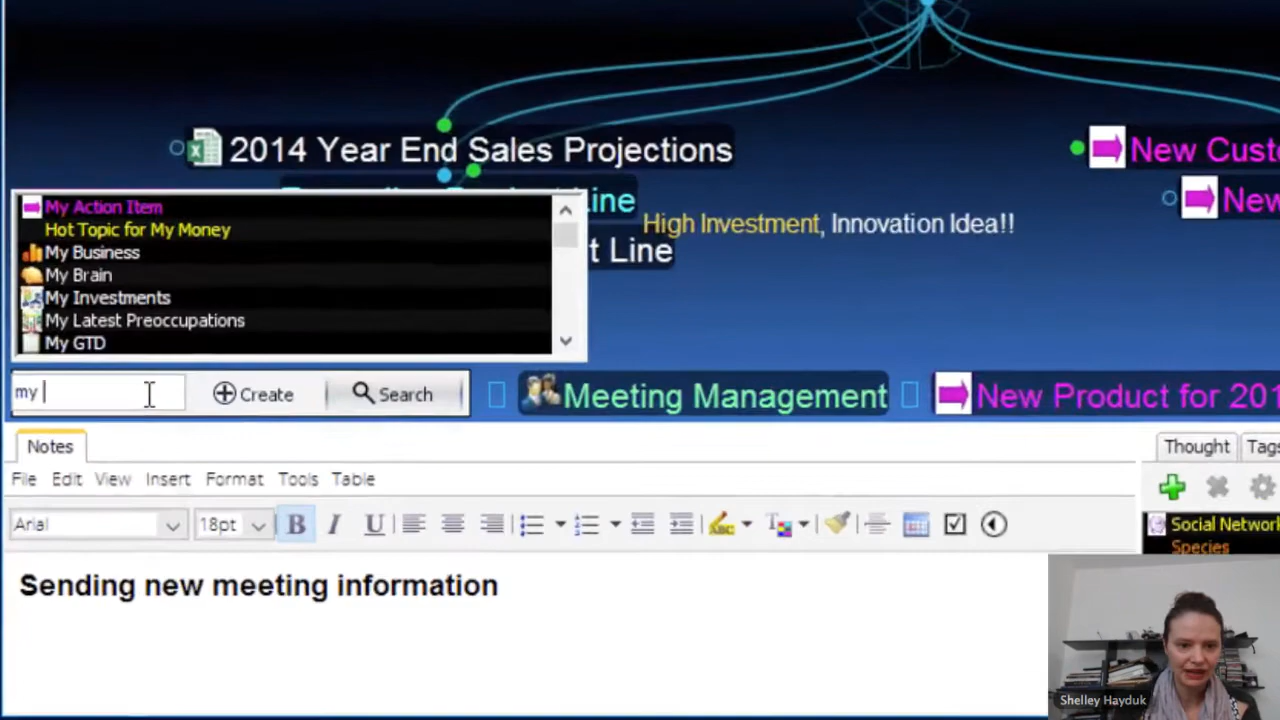 2014 Year End Sales Projections
New
Line
New
My Action Item
High Investment, Innovation Idea!!
Hot Topic for My Money
t Line
My Business
My Brain
My Investments
My Latest Preoccupations
My GTD
my
Create
Search
Meeting Management
New Product for
Notes
Thought
Tags
File Edit View Insert Format Tools Table
Arial
18pt
B I U
ABC
T
Social Network
Species
Sending new meeting information
Shelley Hayduk